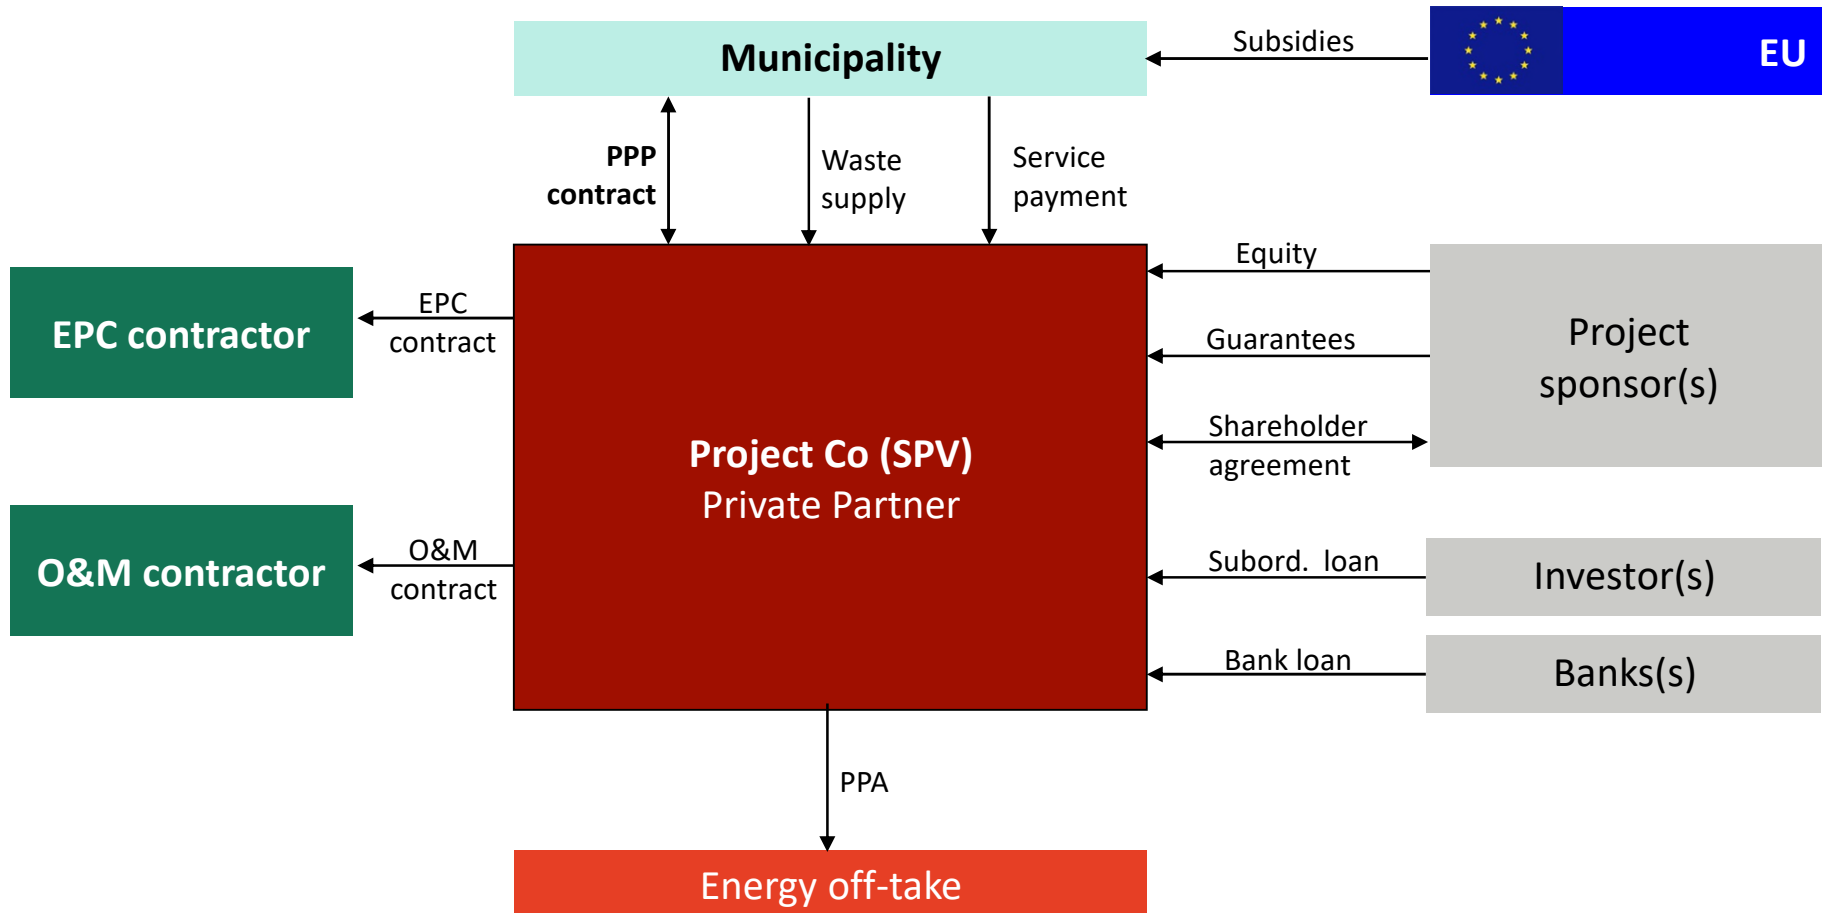 Municipality
Subsidies
EU
PPP
contract
Waste
supply
Service
payment
EPC contractor
EPC
contract
O&M contractor
O&M
contract
Project Co (SPV)
Private Partner
Equity
Guarantees
Shareholder
agreement
Project
sponsor(s)
Subord. loan
Investor(s)
Bank loan
Banks(s)
PPA
Energy off-take